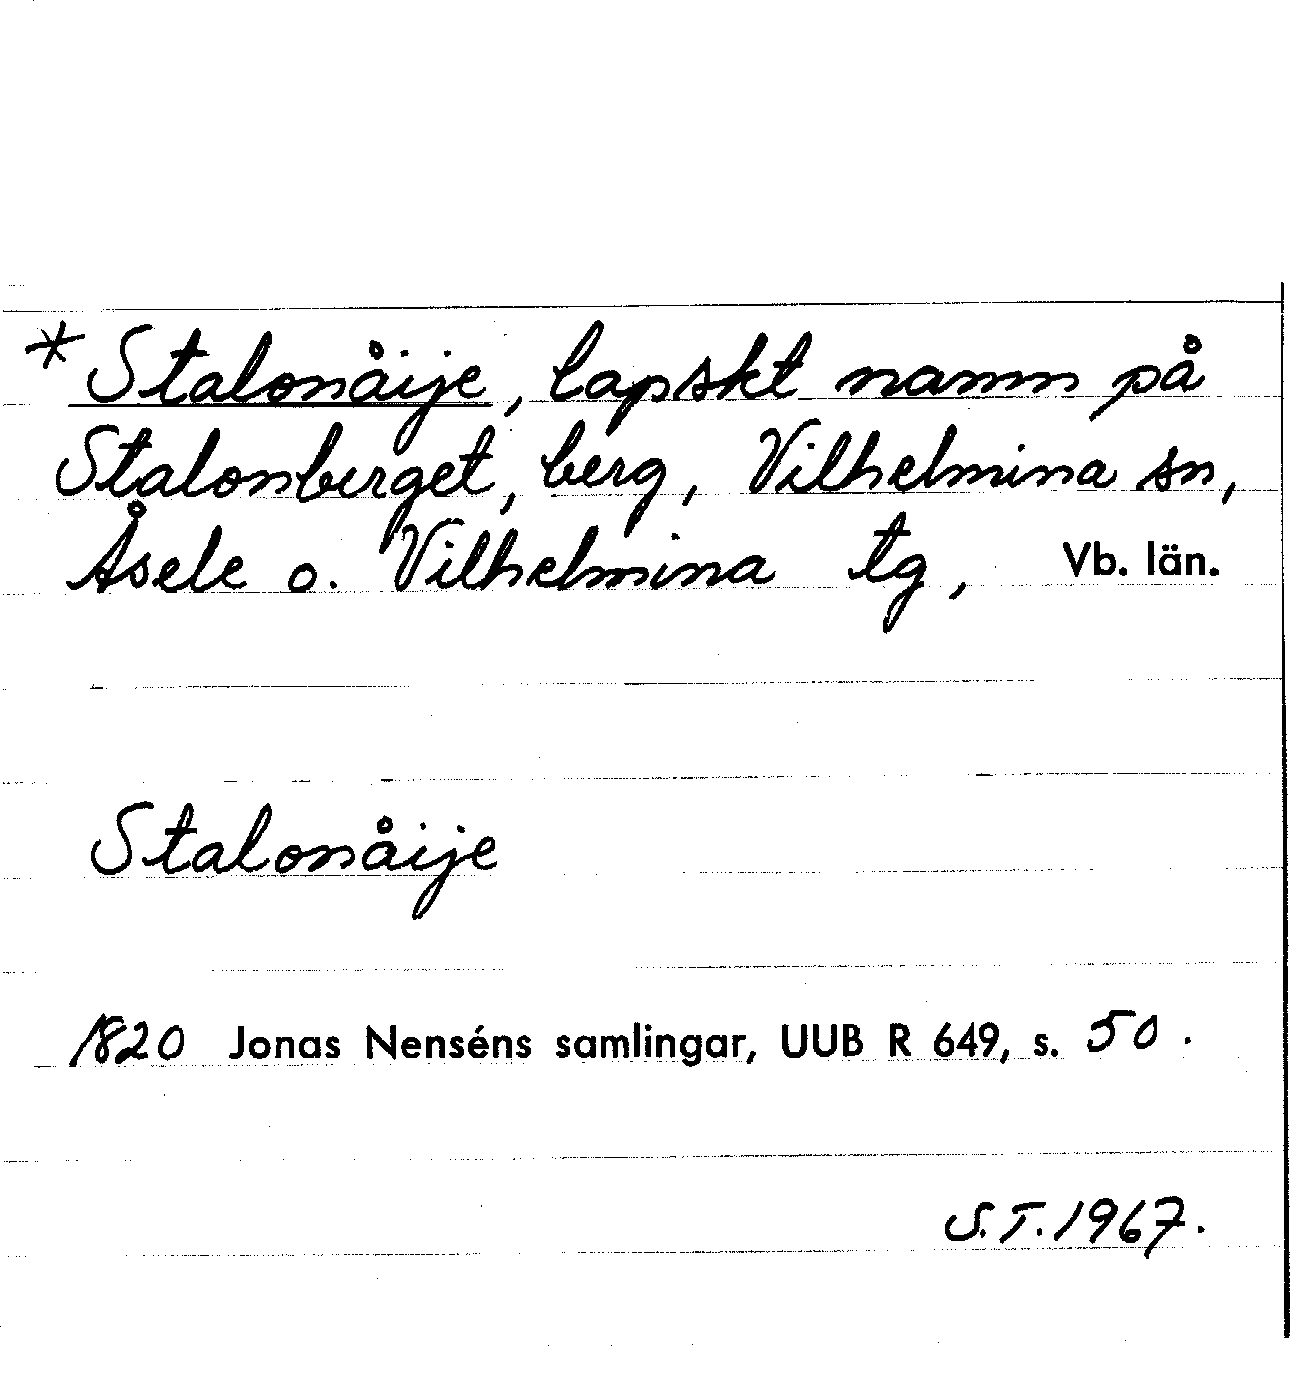 * Stalonåije, lapskt namn på
Stalonberget, berg, Vilhelmina sn,
Åsele o. Vilhelmina tg, Vb. län.
Stalonåije
1820 Jonas Nenséns samlingar, UUB R 649, s. 50.
S.T. 1967.